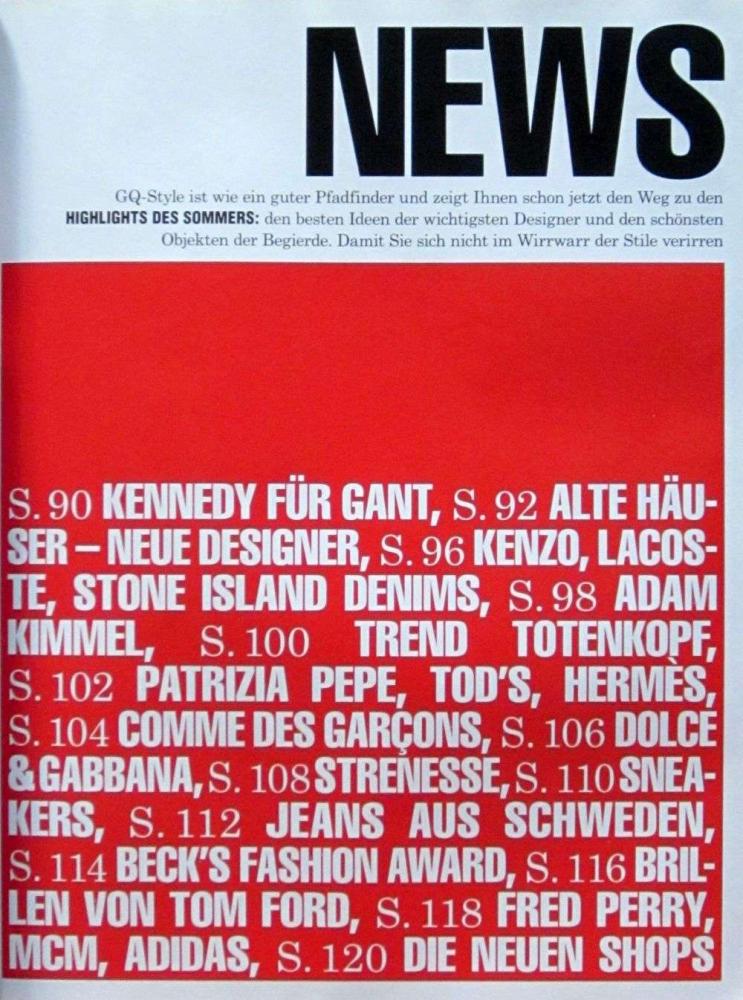 NEWS
GQ-Style ist wie ein guter Pfadfinder und zeigt Ihnen schon jetzt den Weg zu den
HIGHLIGHTS DES SOMMERS: den besten Ideen der wichtigsten Designer und den schönsten
Objekten der Begierde. Damit Sie sich nicht im Wirrwarr der Stile verirren
S. 90 KENNEDY FÜR GANT, S. 92 ALTE HÄU-
SER – NEUE DESIGNER, S. 96 KENZO, LACOS-
TE, STONE ISLAND DENIMS, S. 98 ADAM
KIMMEL, S. 100 TREND TOTENKOPF,
S. 102 PATRIZIA PEPE, TOD'S, HERMÈS,
S. 104 COMME DES GARÇONS, S. 106 DOLCE
& GABBANA, S. 108 STRENESSE, S. 110 SNEA-
KERS, S. 112 JEANS AUS SCHWEDEN,
S. 114 BECK'S FASHION AWARD, S. 116 BRIL-
LEN VON TOM FORD, S. 118 FRED PERRY,
MCM, ADIDAS, S. 120 DIE NEUEN SHOPS